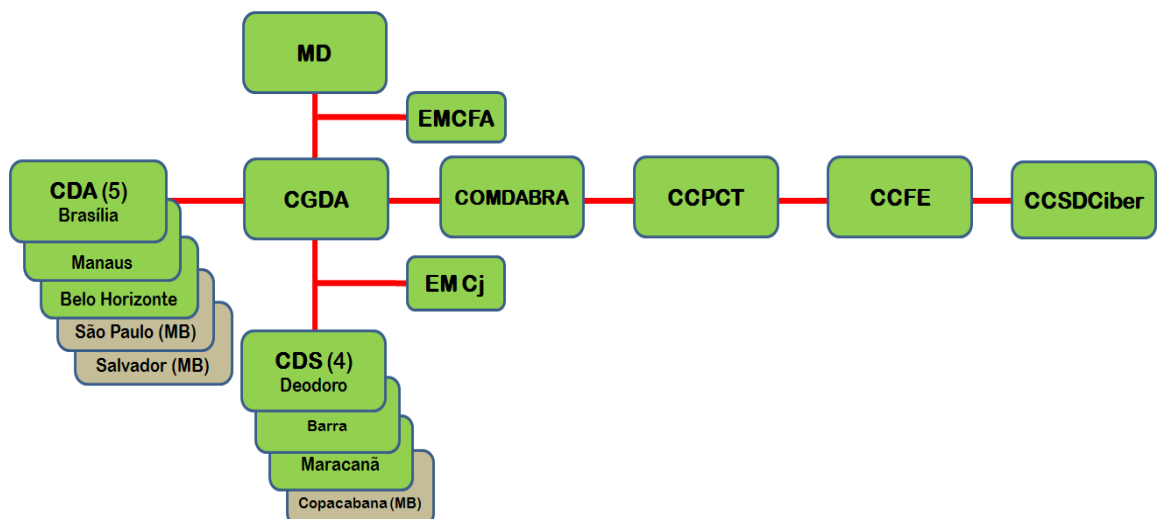 MD
EMCFA
CDA (5)
Brasília
Manaus
Belo Horizonte
São Paulo (MB)
Salvador (MB)
CGDA
COMDABRA
CCPCT
CCFE
CCSDCiber
EM Cj
CDS (4)
Deodoro
Barra
Maracanã
Copacabana (MB)